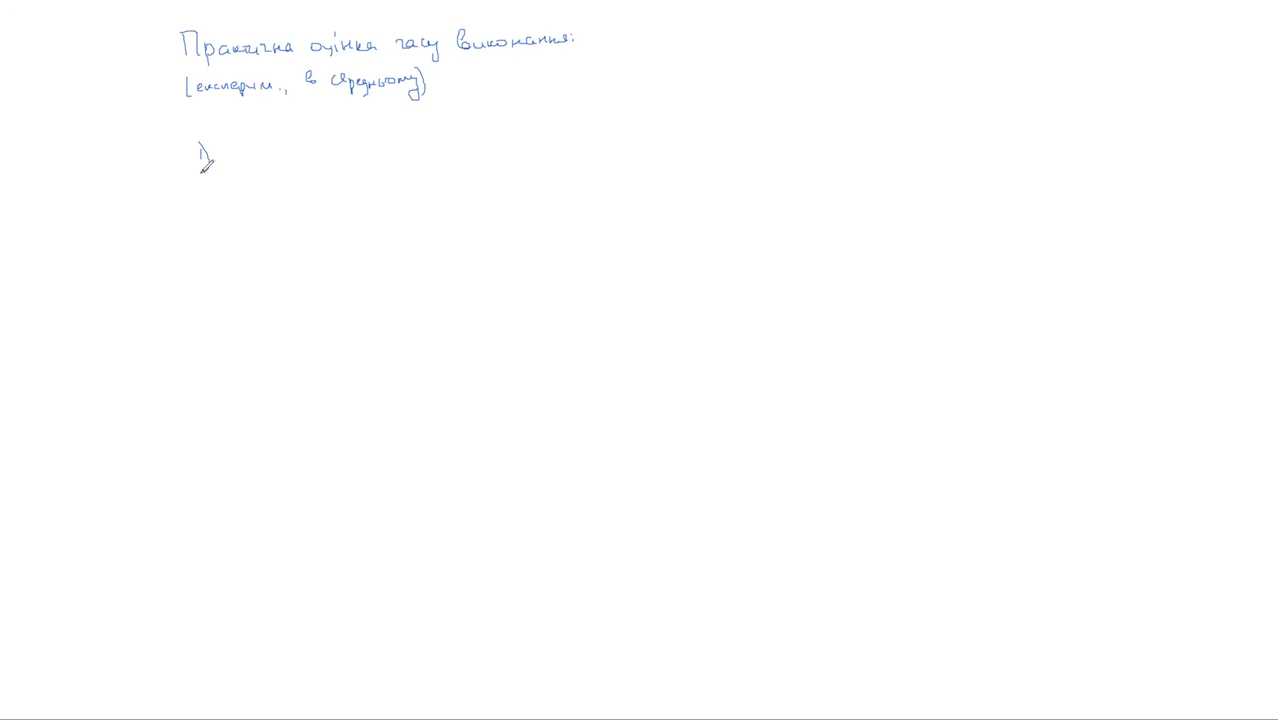 Практична оцінка часу виконання:
(експерим., в середньому)
1)